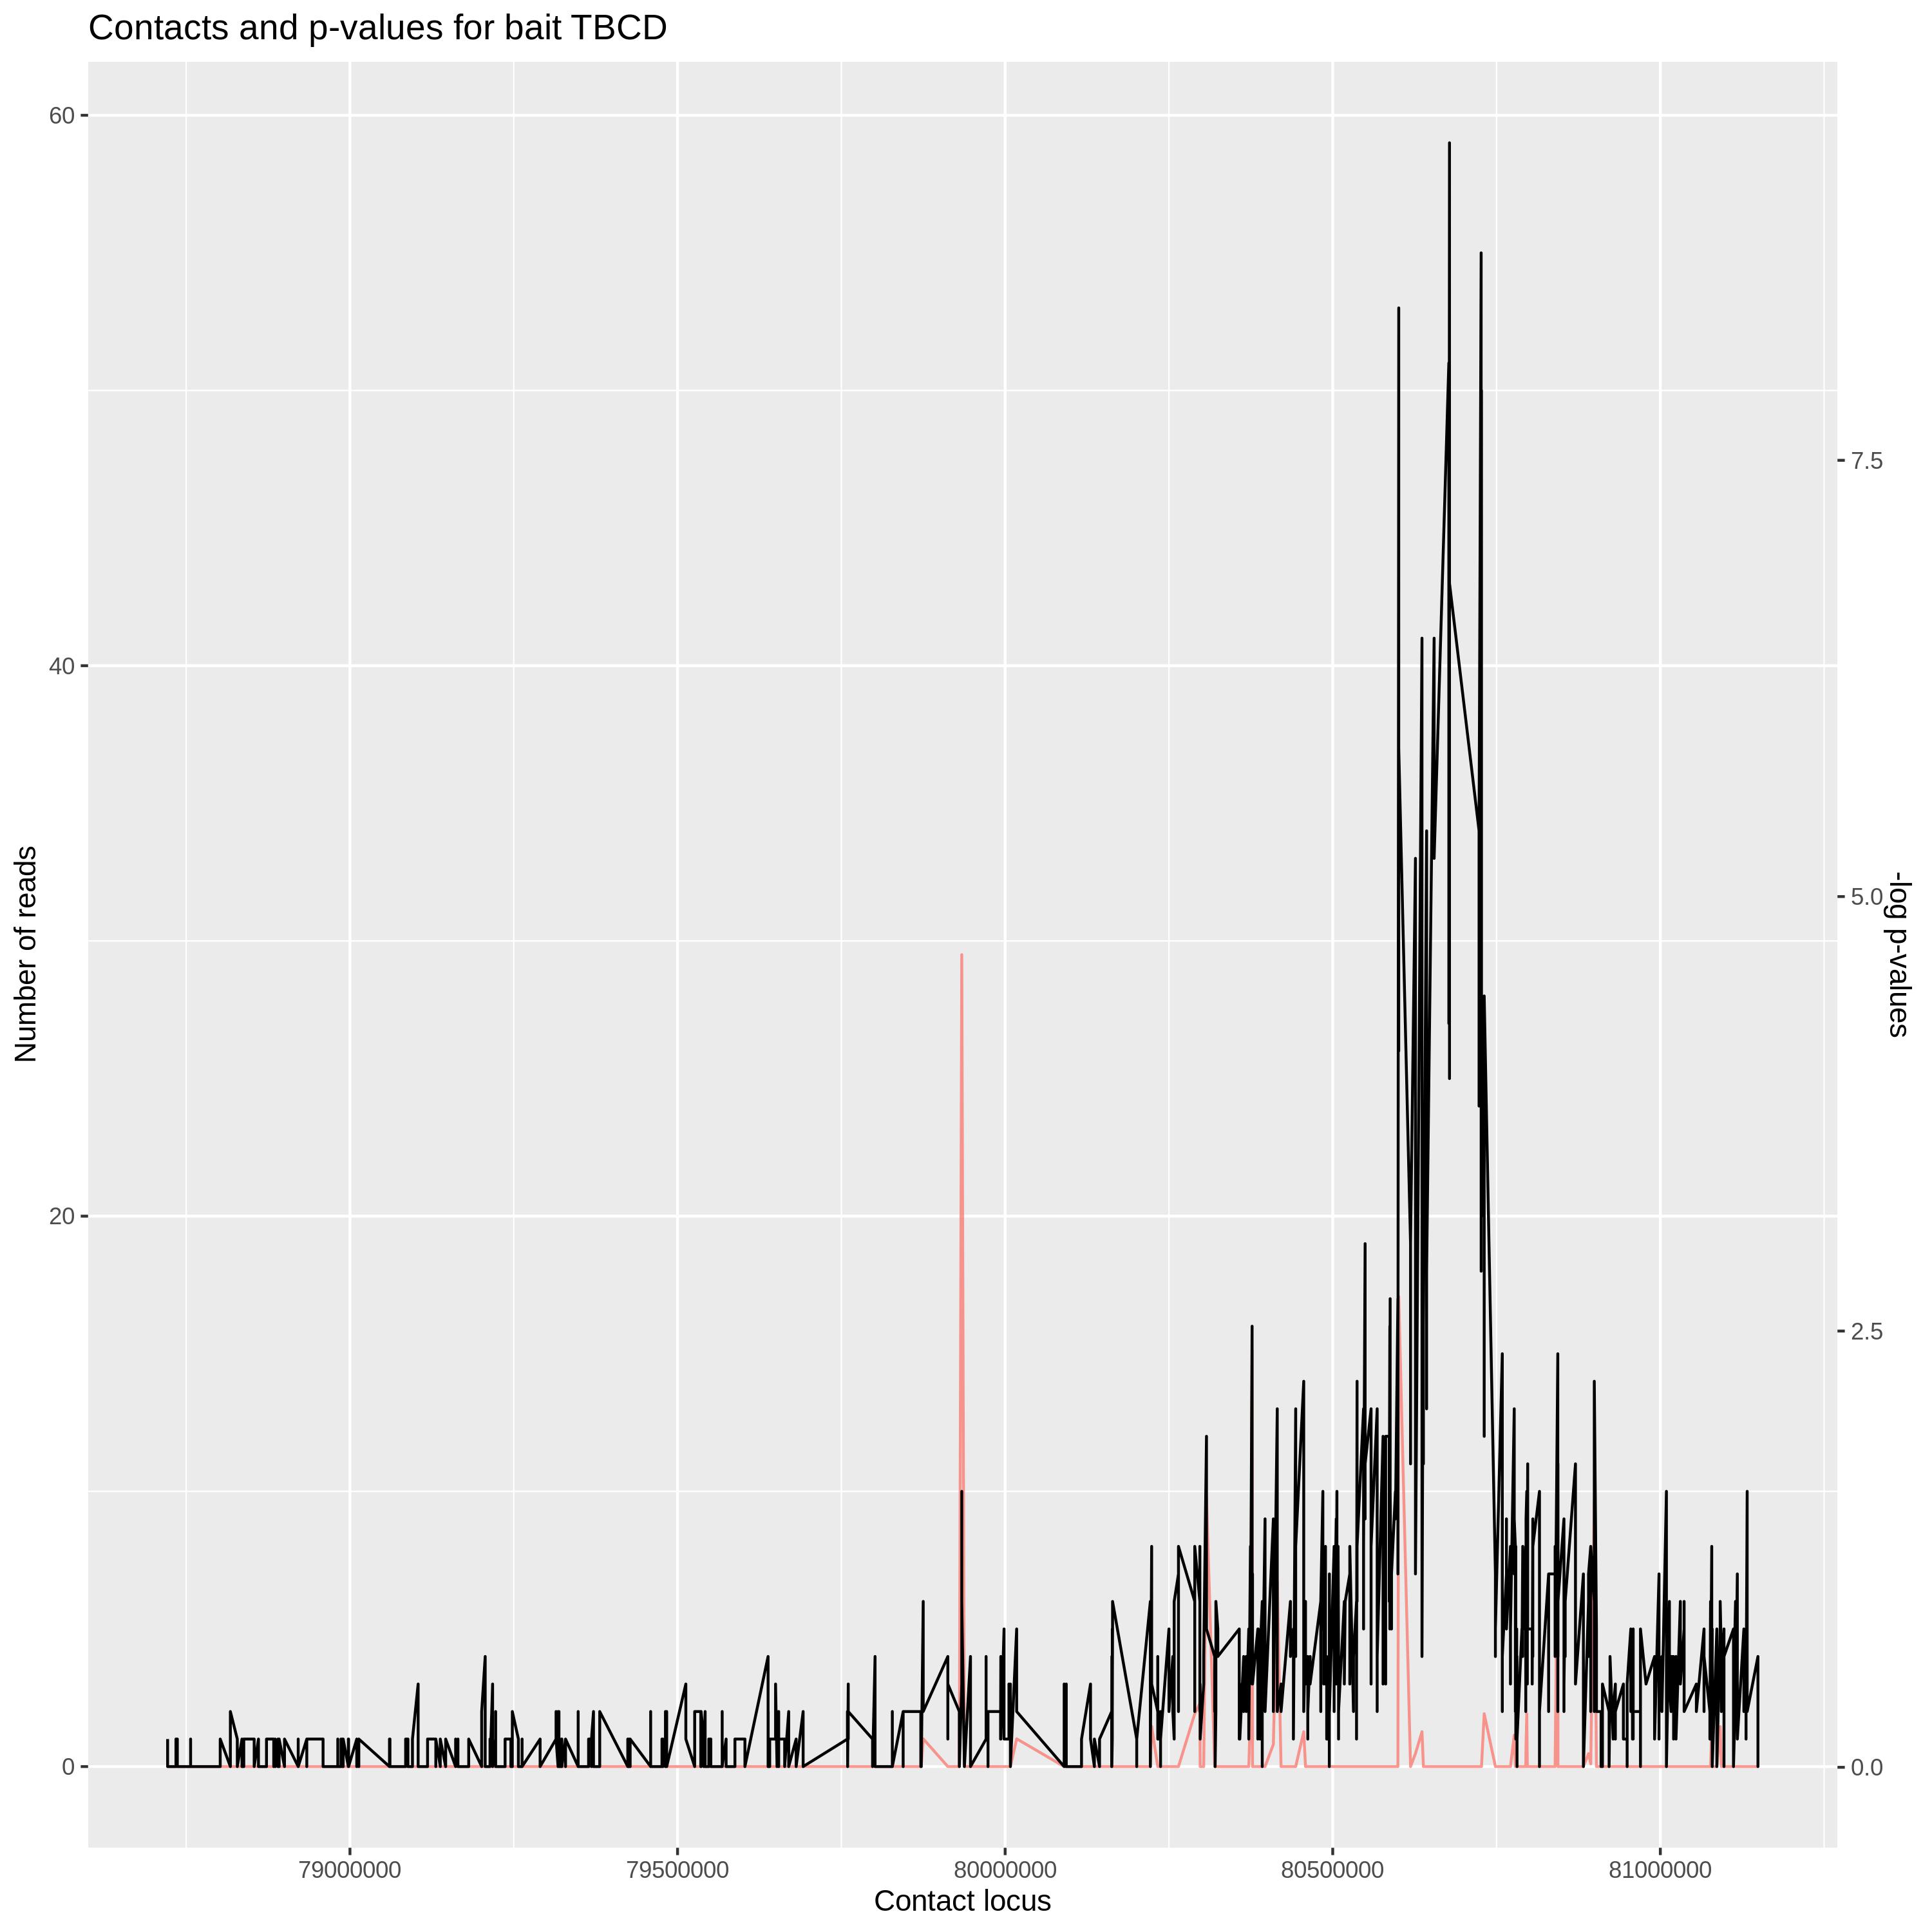 Contacts and p-values for bait TBCD
60
40
20
0
Number of reads
7.5
5.0
2.5
0.0
-log p-values
79000000 79500000 80000000 80500000 81000000
Contact locus